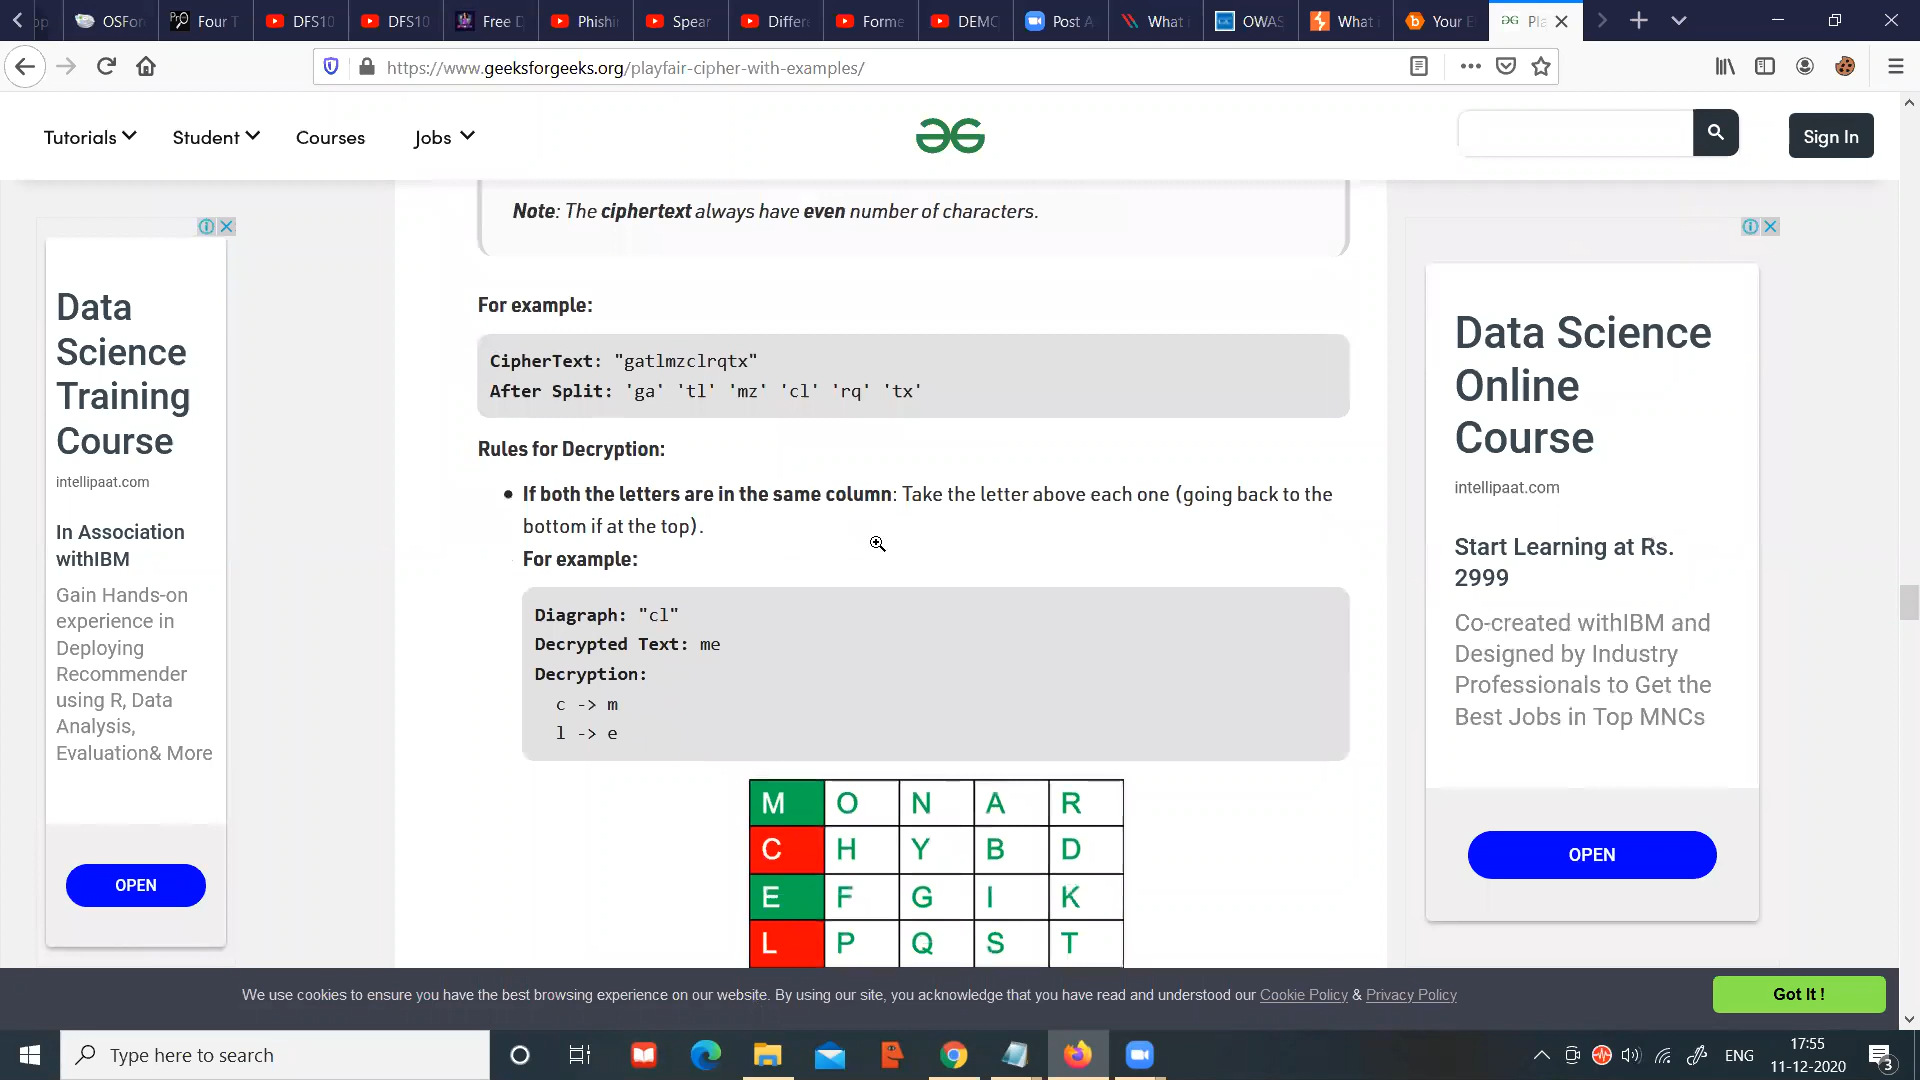 OSFor
Four T
DFS10
DFS10
Free D
Phishi
Spear
Differe
Forme
DEMO
Post A
What i
OWAS
What i
Your E
Pla
https://www.geeksforgeeks.org/playfair-cipher-with-examples/
Tutorials
Student
Courses
Jobs
Sign In
Note: The ciphertext always have even number of characters.
For example:
CipherText: "gatlmzclrqtx"
After Split: 'ga' 'tl' 'mz' 'cl' 'rq' 'tx'
Rules for Decryption:
If both the letters are in the same column: Take the letter above each one (going back to the
bottom if at the top).
For example:
Diagraph: "cl"
Decrypted Text: me
Decryption:
c -> m
l -> e
M O N A R
C H Y B D
E F G I K
L P Q S T
Data
Science
Training
Course
intellipaat.com
In Association
withIBM
Gain Hands-on
experience in
Deploying
Recommender
using R, Data
Analysis,
Evaluation& More
OPEN
Data Science
Online
Course
intellipaat.com
Start Learning at Rs.
2999
Co-created withIBM and
Designed by Industry
Professionals to Get the
Best Jobs in Top MNCs
OPEN
We use cookies to ensure you have the best browsing experience on our website. By using our site, you acknowledge that you have read and understood our Cookie Policy & Privacy Policy
Got It !
Type here to search
ENG
17:55
11-12-2020
3